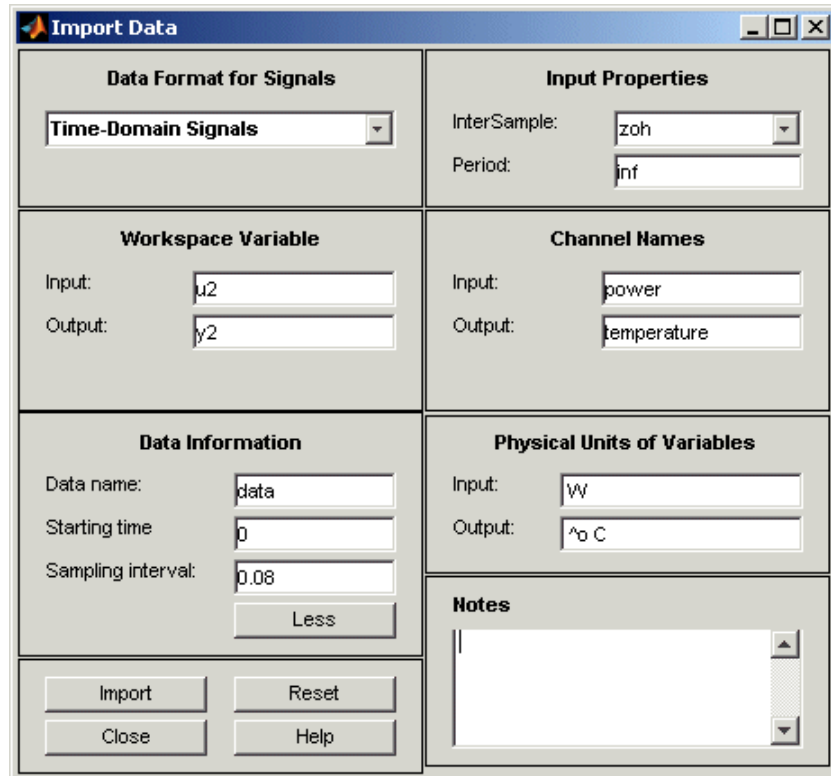 Import Data
Data Format for Signals
Time-Domain Signals
Input Properties
InterSample: zoh
Period: inf
Workspace Variable
Input: u2
Output: y2
Channel Names
Input: power
Output: temperature
Data Information
Data name: data
Starting time 0
Sampling interval: 0.08
Less
Physical Units of Variables
Input: W
Output: ^o C
Notes
Import Reset
Close Help